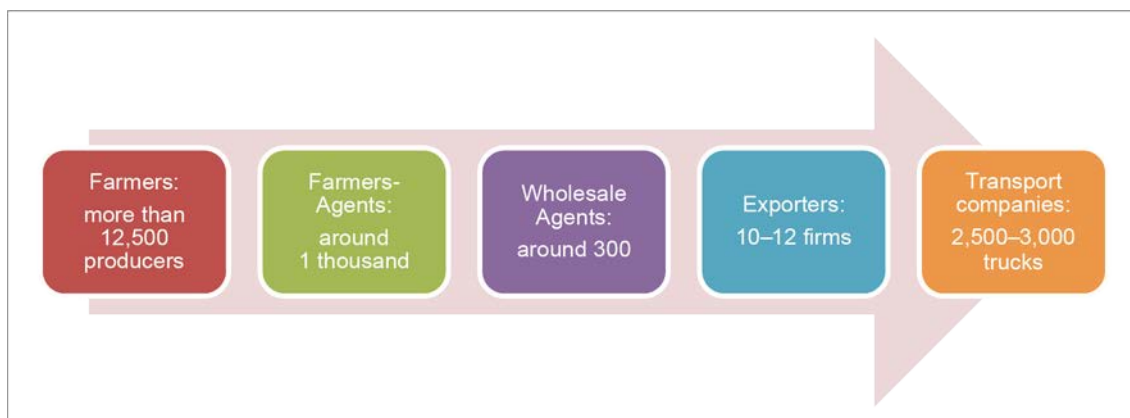 Farmers:
more than
12,500
producers
Farmers-
Agents:
around
1 thousand
Wholesale
Agents:
around 300
Exporters:
10–12 firms
Transport
companies:
2,500–3,000
trucks